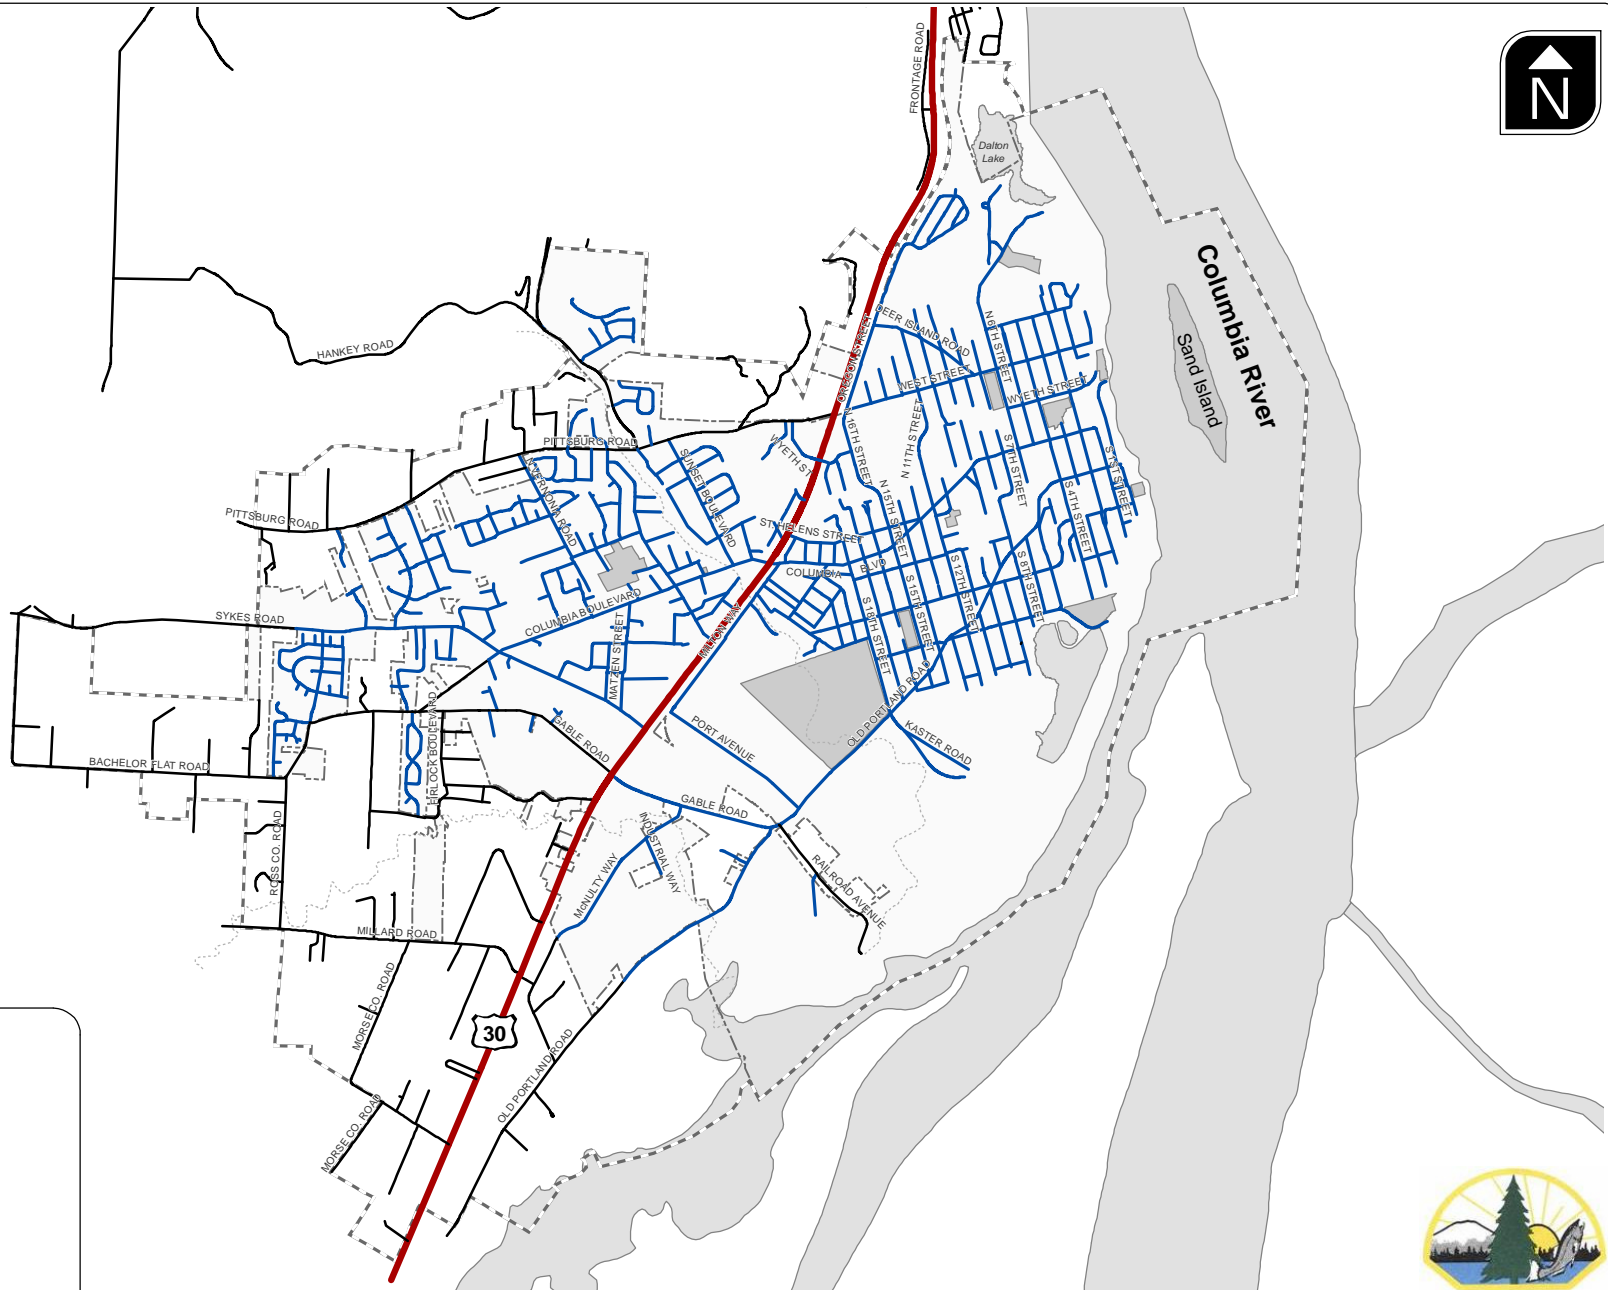 FRONTAGE ROAD
N
Dalton
Lake
Columbia River
Sand Island
DEER ISLAND ROAD
N 6TH STREET
OREGON STREET
HANKEY ROAD
WEST STREET
WYETH STREET
N 16TH STREET
N 11TH STREET
PITTSBURG ROAD
WYETH ST
SUNSET BOULEVARD
S 7TH STREET
S 1ST STREET
N VERNONIA ROAD
N 15TH STREET
S 4TH STREET
PITTSBURG ROAD
ST. HELENS STREET
COLUMBIA BLVD
S 12TH STREET
S 8TH STREET
S 15TH STREET
S 18TH STREET
SYKES ROAD
COLUMBIA BOULEVARD
MATZEN STREET
MILTON WAY
OLD PORTLAND ROAD
KASTER ROAD
PORT AVENUE
GABLE ROAD
FIRLOCK BOULEVARD
BACHELOR FLAT ROAD
GABLE ROAD
INDUSTRIAL WAY
ROSS CO. ROAD
McNULTY WAY
RAILROAD AVENUE
MILLARD ROAD
MORSE CO. ROAD
30
OLD PORTLAND ROAD
MORSE CO. ROAD